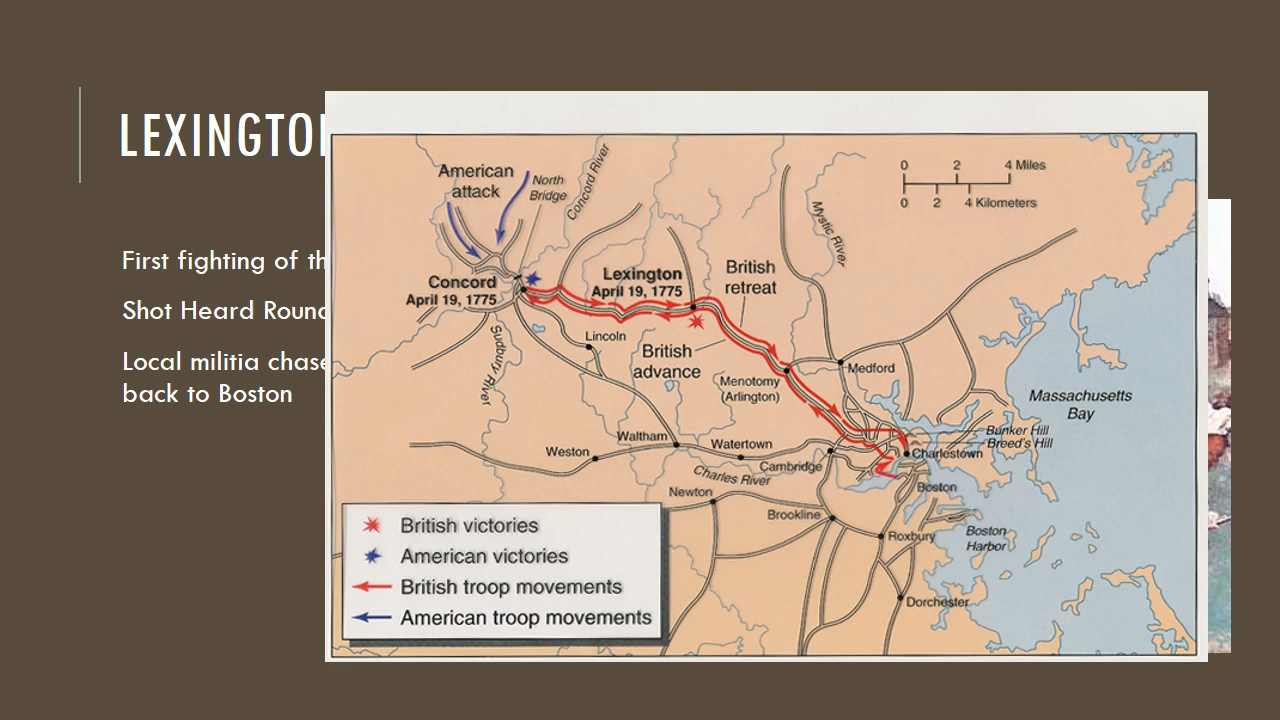 LEXINGTO
First fighting of th
Shot Heard Round
Local militia chase
back to Boston
American
attack
North
Bridge
Concord River
Mystic River
0 2 4 Miles
0 2 4 Kilometers
Concord
April 19, 1775
Lexington
April 19, 1775
British
retreat
Lincoln
Sudbury River
British
advance
Menotomy
(Arlington)
Medford
Massachusetts
Bay
Bunker Hill
Breed's Hill
Waltham
Weston
Watertown
Cambridge
Charlestown
Charles River
Newton
Boston
Brookline
Roxbury
Boston
Harbor
Dorchester
British victories
American victories
British troop movements
American troop movements